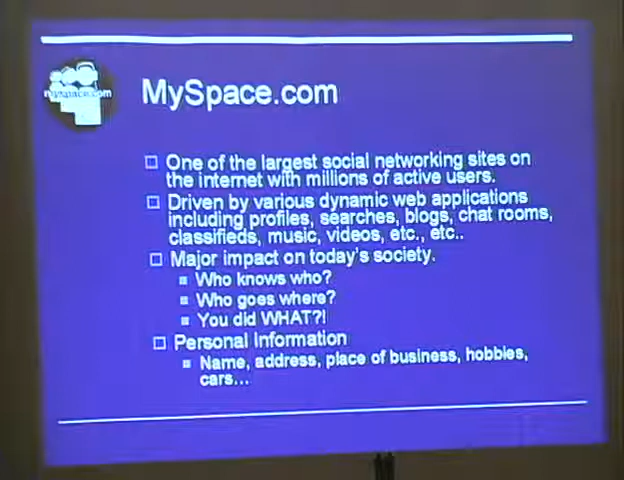 myspace.com
MySpace.com
One of the largest social networking sites on
the internet with millions of active users.
Driven by various dynamic web applications
including profiles, searches, blogs, chat rooms,
classifieds, music, videos, etc., etc..
Major impact on today's society.
Who knows who?
Who goes where?
You did WHAT?!
Personal Information
Name, address, place of business, hobbies,
cars...